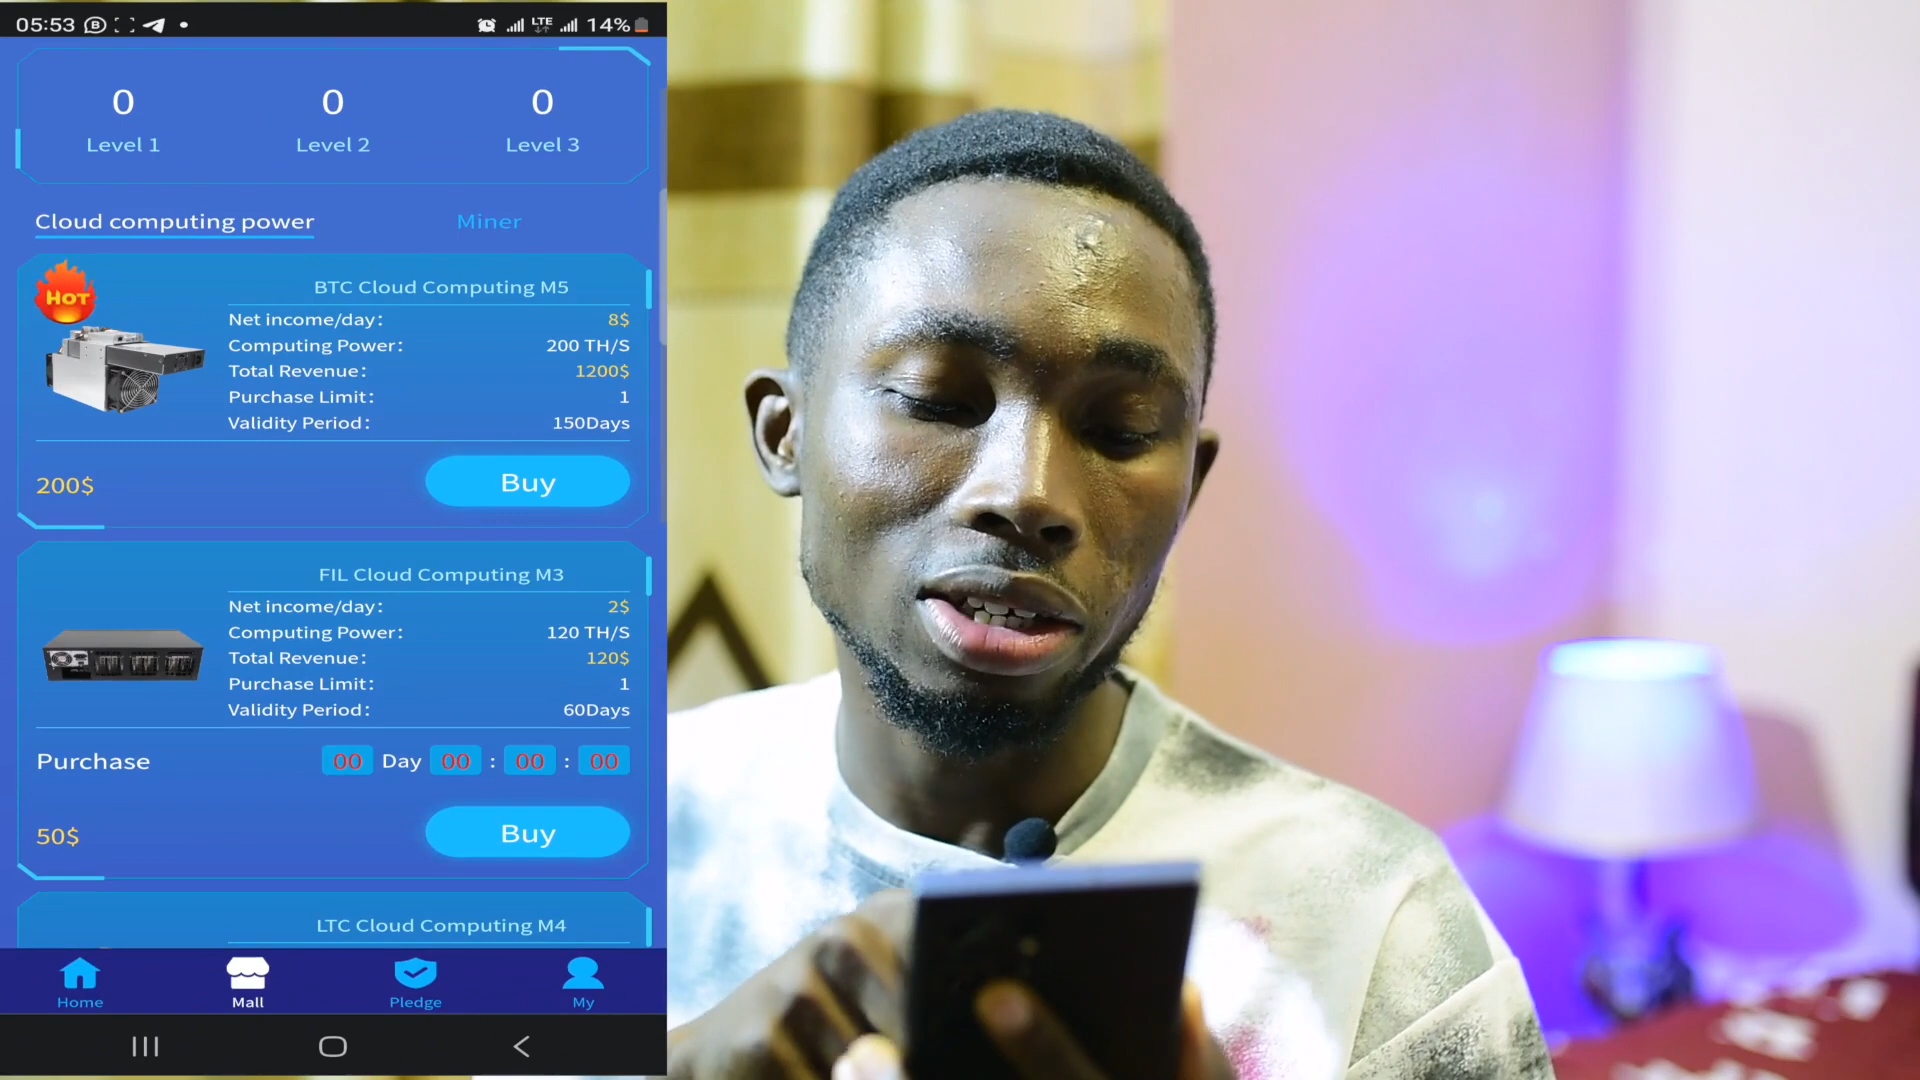 05:53 LTE 14%
0 0 0
Level 1 Level 2 Level 3
Cloud computing power Miner
HOT
BTC Cloud Computing M5
Net income/day: 8$
Computing Power: 200 TH/S
Total Revenue: 1200$
Purchase Limit: 1
Validity Period: 150Days
200$ Buy
FIL Cloud Computing M3
Net income/day: 2$
Computing Power: 120 TH/S
Total Revenue: 120$
Purchase Limit: 1
Validity Period: 60Days
Purchase 00 Day 00 : 00 : 00
50$ Buy
LTC Cloud Computing M4
Home Mall Pledge My